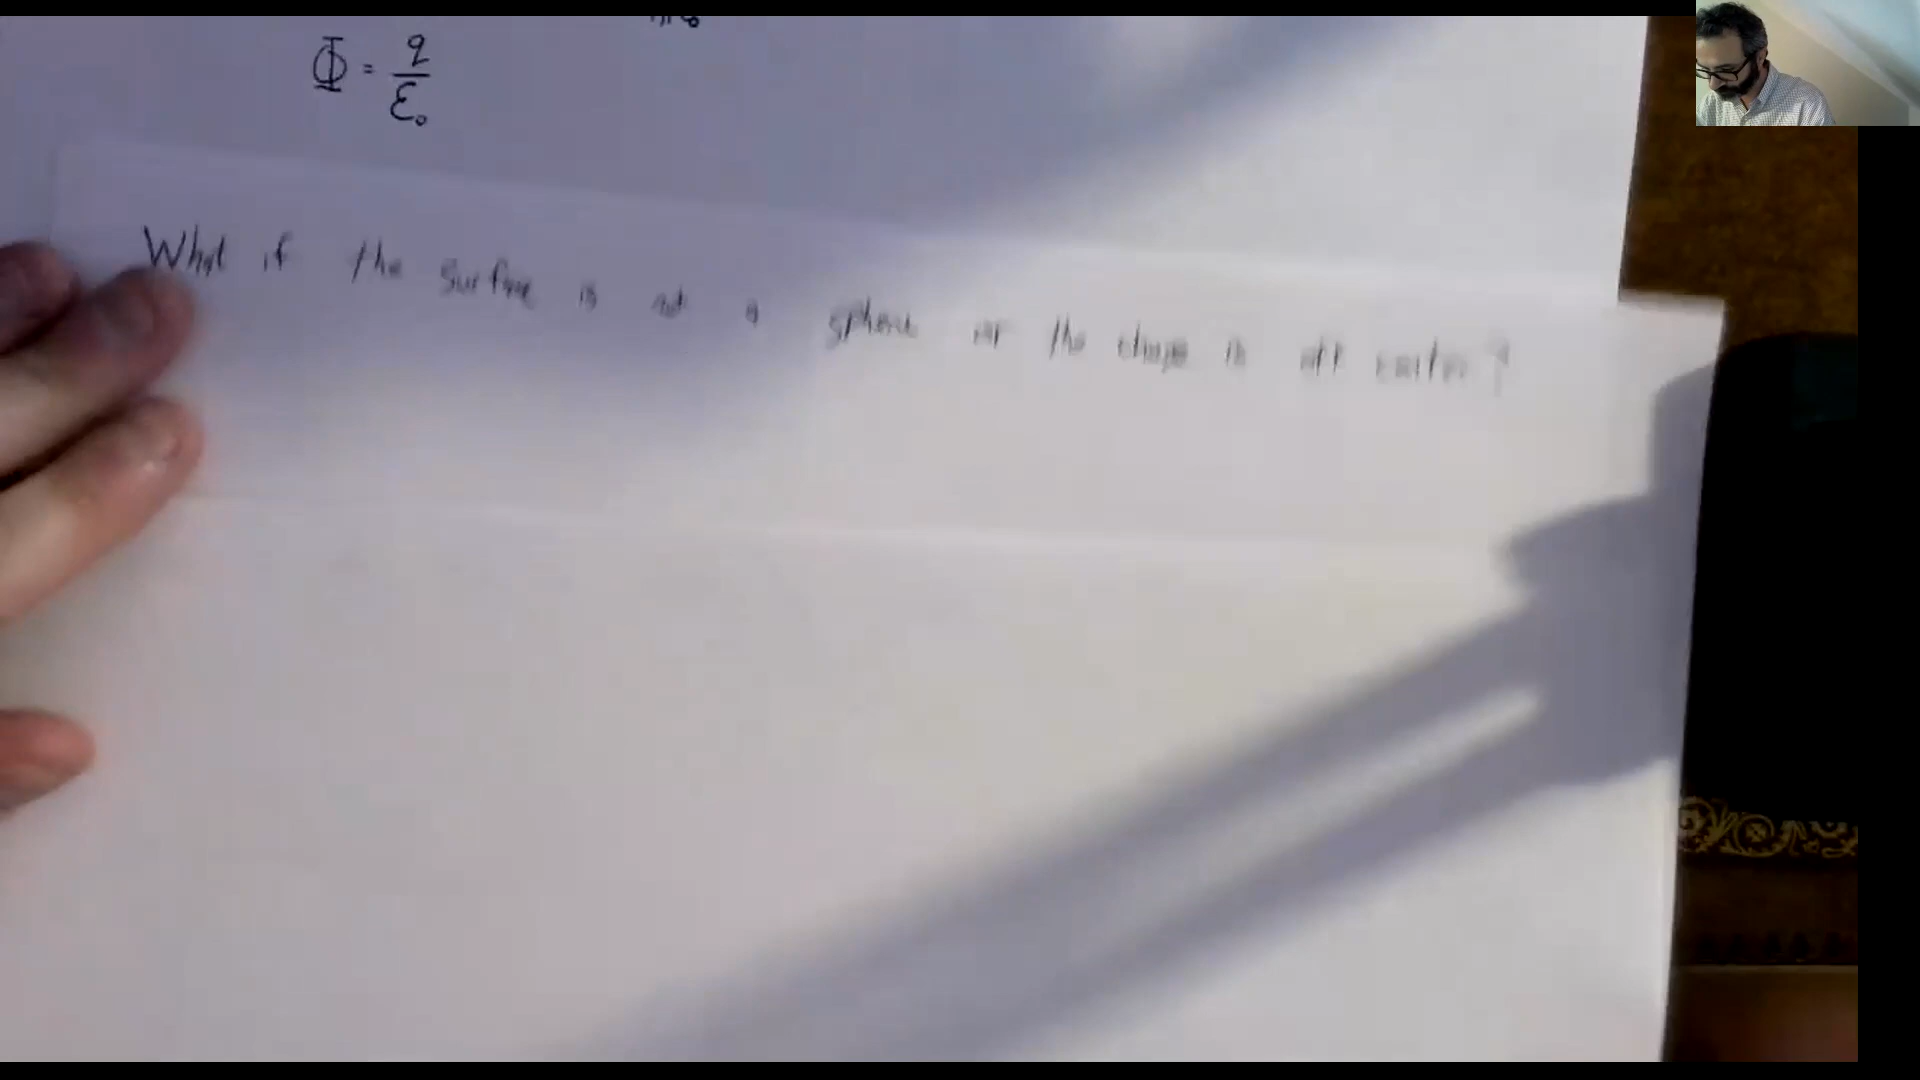 Φ = q/ε₀
What if the surface is not a sphere or the charge is off center?